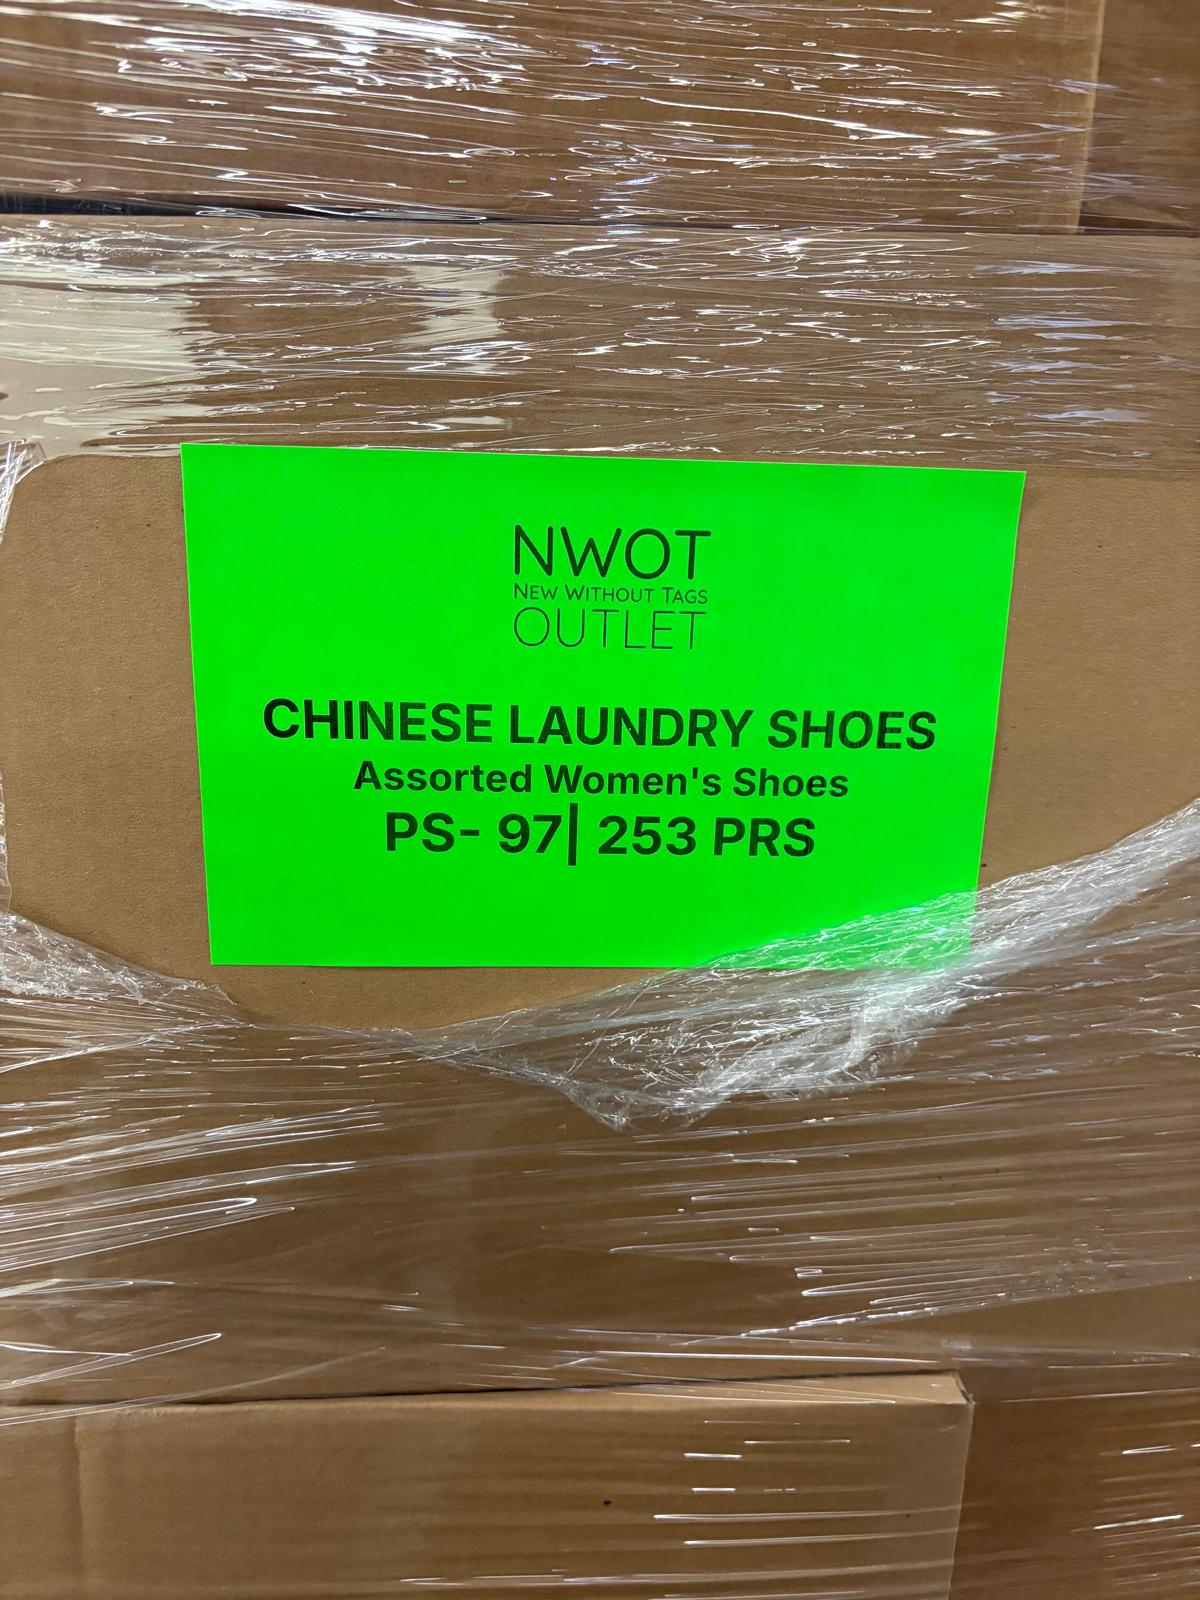 NWOT
NEW WITHOUT TAGS
OUTLET
CHINESE LAUNDRY SHOES
Assorted Women's Shoes
PS- 97| 253 PRS